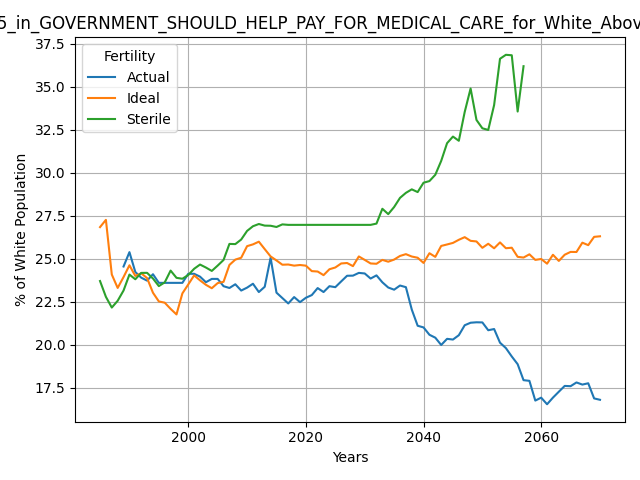 5_in_GOVERNMENT_SHOULD_HELP_PAY_FOR_MEDICAL_CARE_for_White_Abov
Fertility
Actual
Ideal
Sterile
% of White Population
37.5
35.0
32.5
30.0
27.5
25.0
22.5
20.0
17.5
2000
2020
2040
2060
Years